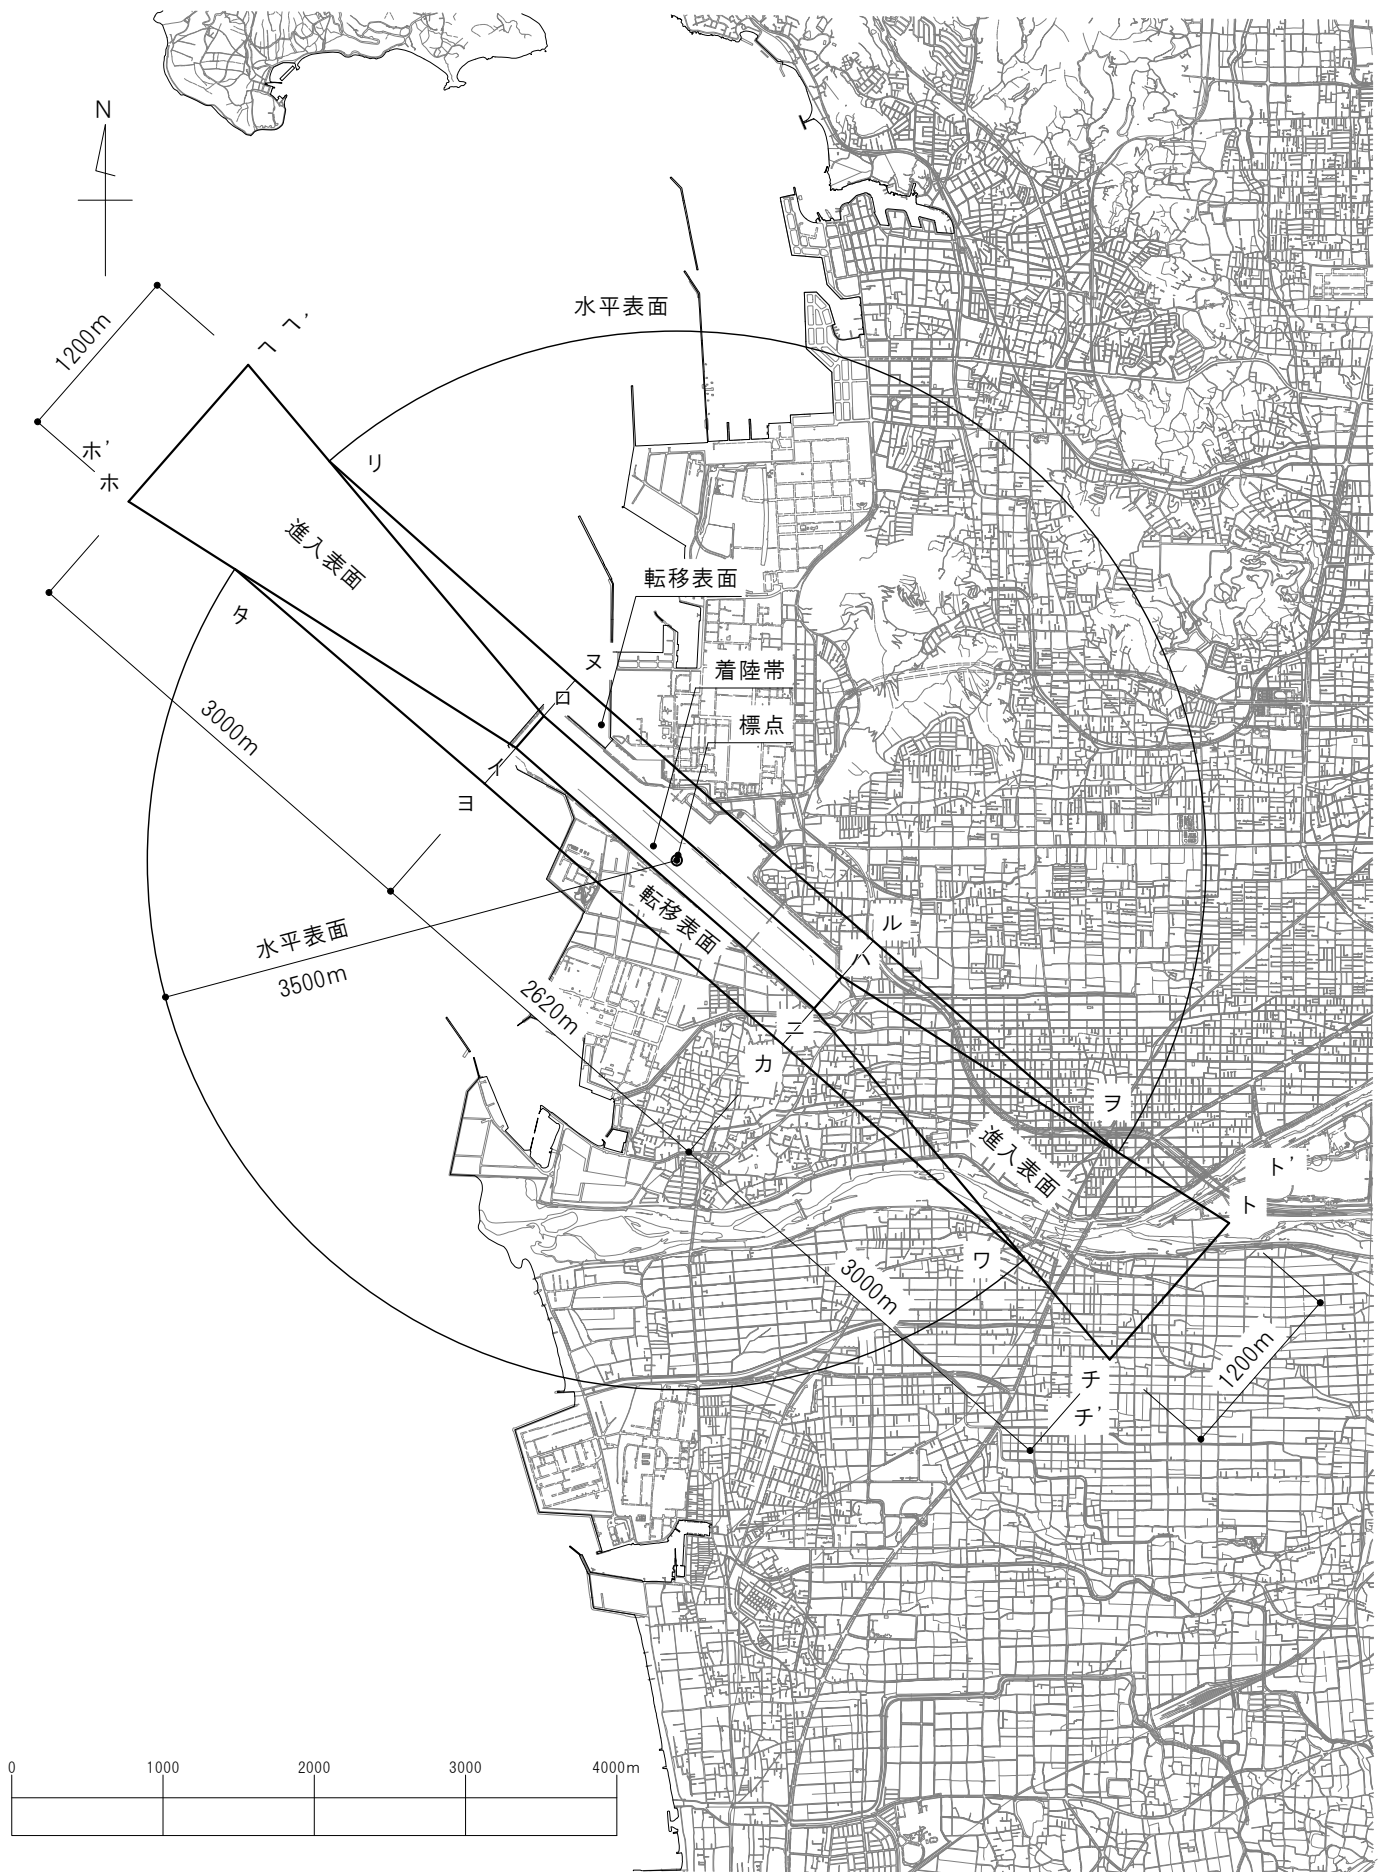 N
水平表面
1200m
ヘ'
ヘ
ホ'
ホ
リ
進入表面
転移表面
タ
ヌ
着陸帯
ロ
標点
3000m
イ
ヨ
転移表面
水平表面
3500m
ル
ハ
2620m
ニ
カ
ヲ
進入表面
ト'
ト
ワ
3000m
チ
チ'
1200m
0 1000 2000 3000 4000m